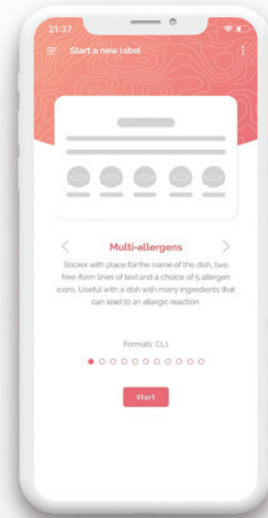 21:37
Start a new label
Multi-allergens
Sticker with place for the name of the dish, two
free-form lines of text and a choice of 5 allergen
icons. Useful with a dish with many ingredients that
can lead to an allergic reaction.
Formats: CL1
Start